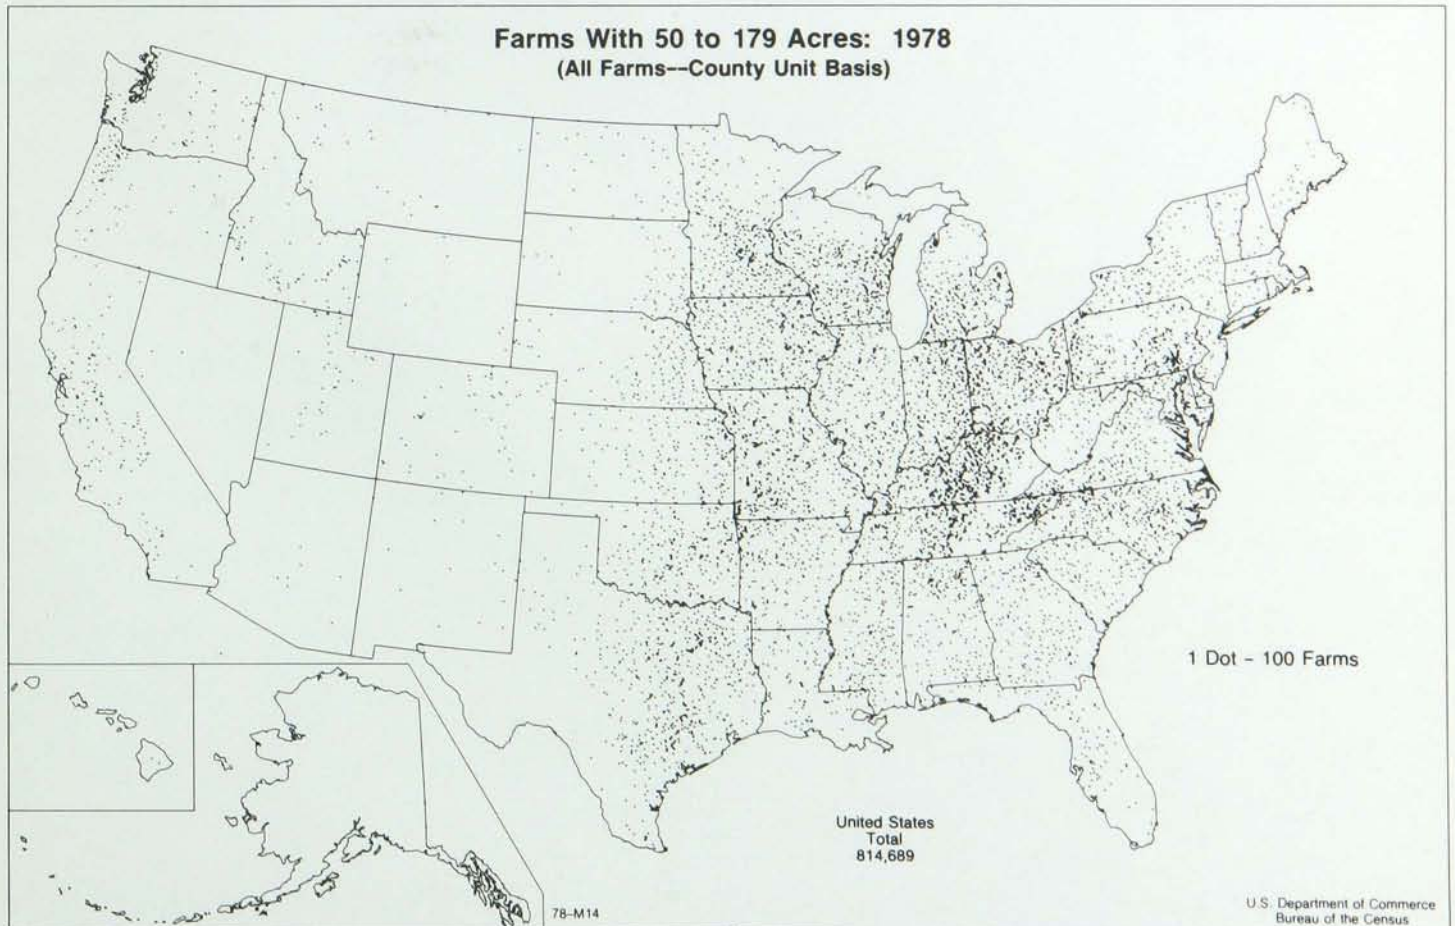 Farms With 50 to 179 Acres: 1978
(All Farms--County Unit Basis)
1 Dot - 100 Farms
United States
Total
814,689
78-M14
U.S. Department of Commerce
Bureau of the Census